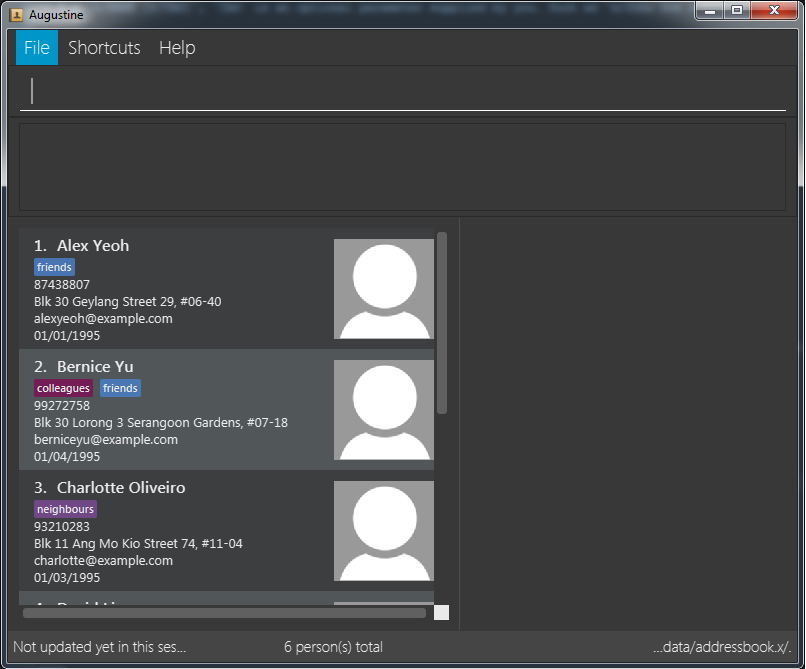 Augustine
File Shortcuts Help
1. Alex Yeoh
friends
87438807
Blk 30 Geylang Street 29, #06-40
alexyeoh@example.com
01/01/1995
2. Bernice Yu
colleagues friends
99272758
Blk 30 Lorong 3 Serangoon Gardens, #07-18
berniceyu@example.com
01/04/1995
3. Charlotte Oliveiro
neighbours
93210283
Blk 11 Ang Mo Kio Street 74, #11-04
charlotte@example.com
01/03/1995
Not updated yet in this ses... 6 person(s) total ...data/addressbook.x/.